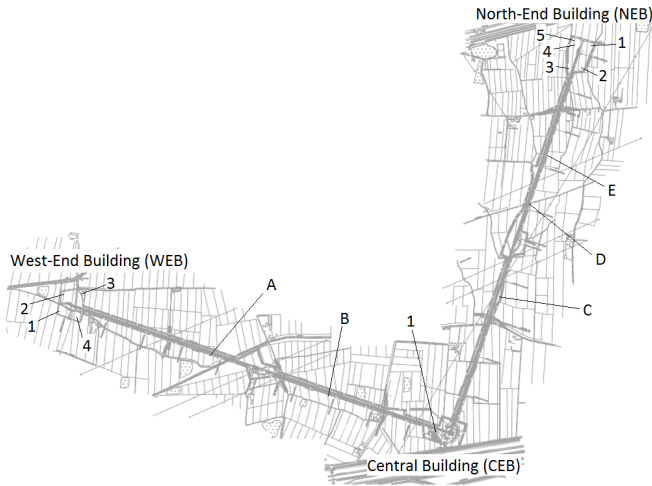 North-End Building (NEB)
5
1
4
3
2
E
D
West-End Building (WEB)
3
A
C
2
B
1
1
4
Central Building (CEB)